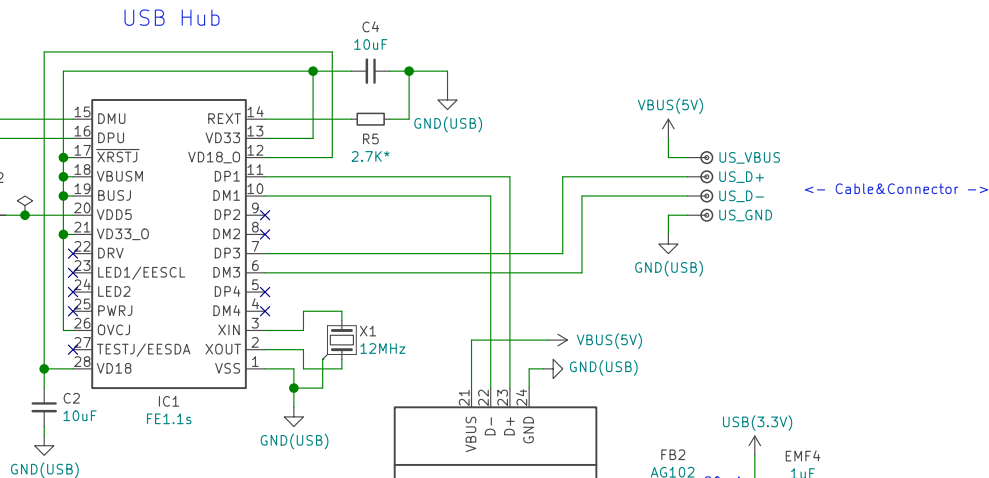 USB Hub
C4
10uF
GND(USB)
R5
2.7K*
15 DMU
16 DPU
17 XRSTJ
18 VBUSM
19 BUSJ
20 VDD5
21 VD33_O
22 DRV
23 LED1/EESCL
24 LED2
25 PWRJ
26 OVCJ
27 TESTJ/EESDA
28 VD18
REXT 14
VD33 13
VD18_O 12
DP1 11
DM1 10
DP2 9
DM2 8
DP3 7
DM3 6
DP4 5
DM4 4
XIN 3
XOUT 2
VSS 1
IC1
FE1.1s
2
C2
10uF
GND(USB)
X1
12MHz
GND(USB)
VBUS(5V)
US_VBUS
US_D+
US_D-
US_GND
GND(USB)
<- Cable&Connector ->
VBUS(5V)
GND(USB)
21 VBUS
22 D-
23 D+
24 GND
USB(3.3V)
FB2
AG102
EMF4
1uF